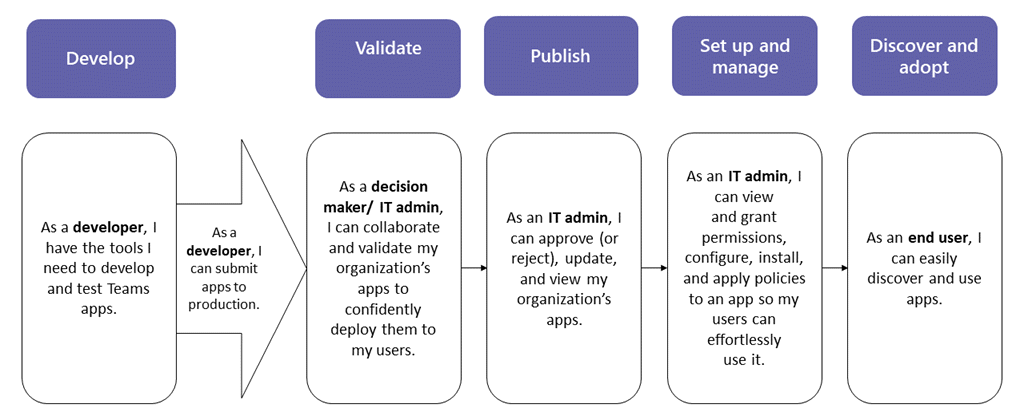 Develop
Validate
Publish
Set up and
manage
Discover and
adopt
As a developer, I
have the tools I
need to develop
and test Teams
apps.
As a
developer, I
can submit
apps to
production.
As a decision
maker/ IT admin,
I can collaborate
and validate my
organization's
apps to
confidently
deploy them to
my users.
As an IT admin, I
can approve (or
reject), update,
and view my
organization's
apps.
As an IT admin, I
can view
and grant
permissions,
configure, install,
and apply policies
to an app so my
users can
effortlessly
use it.
As an end user, I
can easily
discover and use
apps.